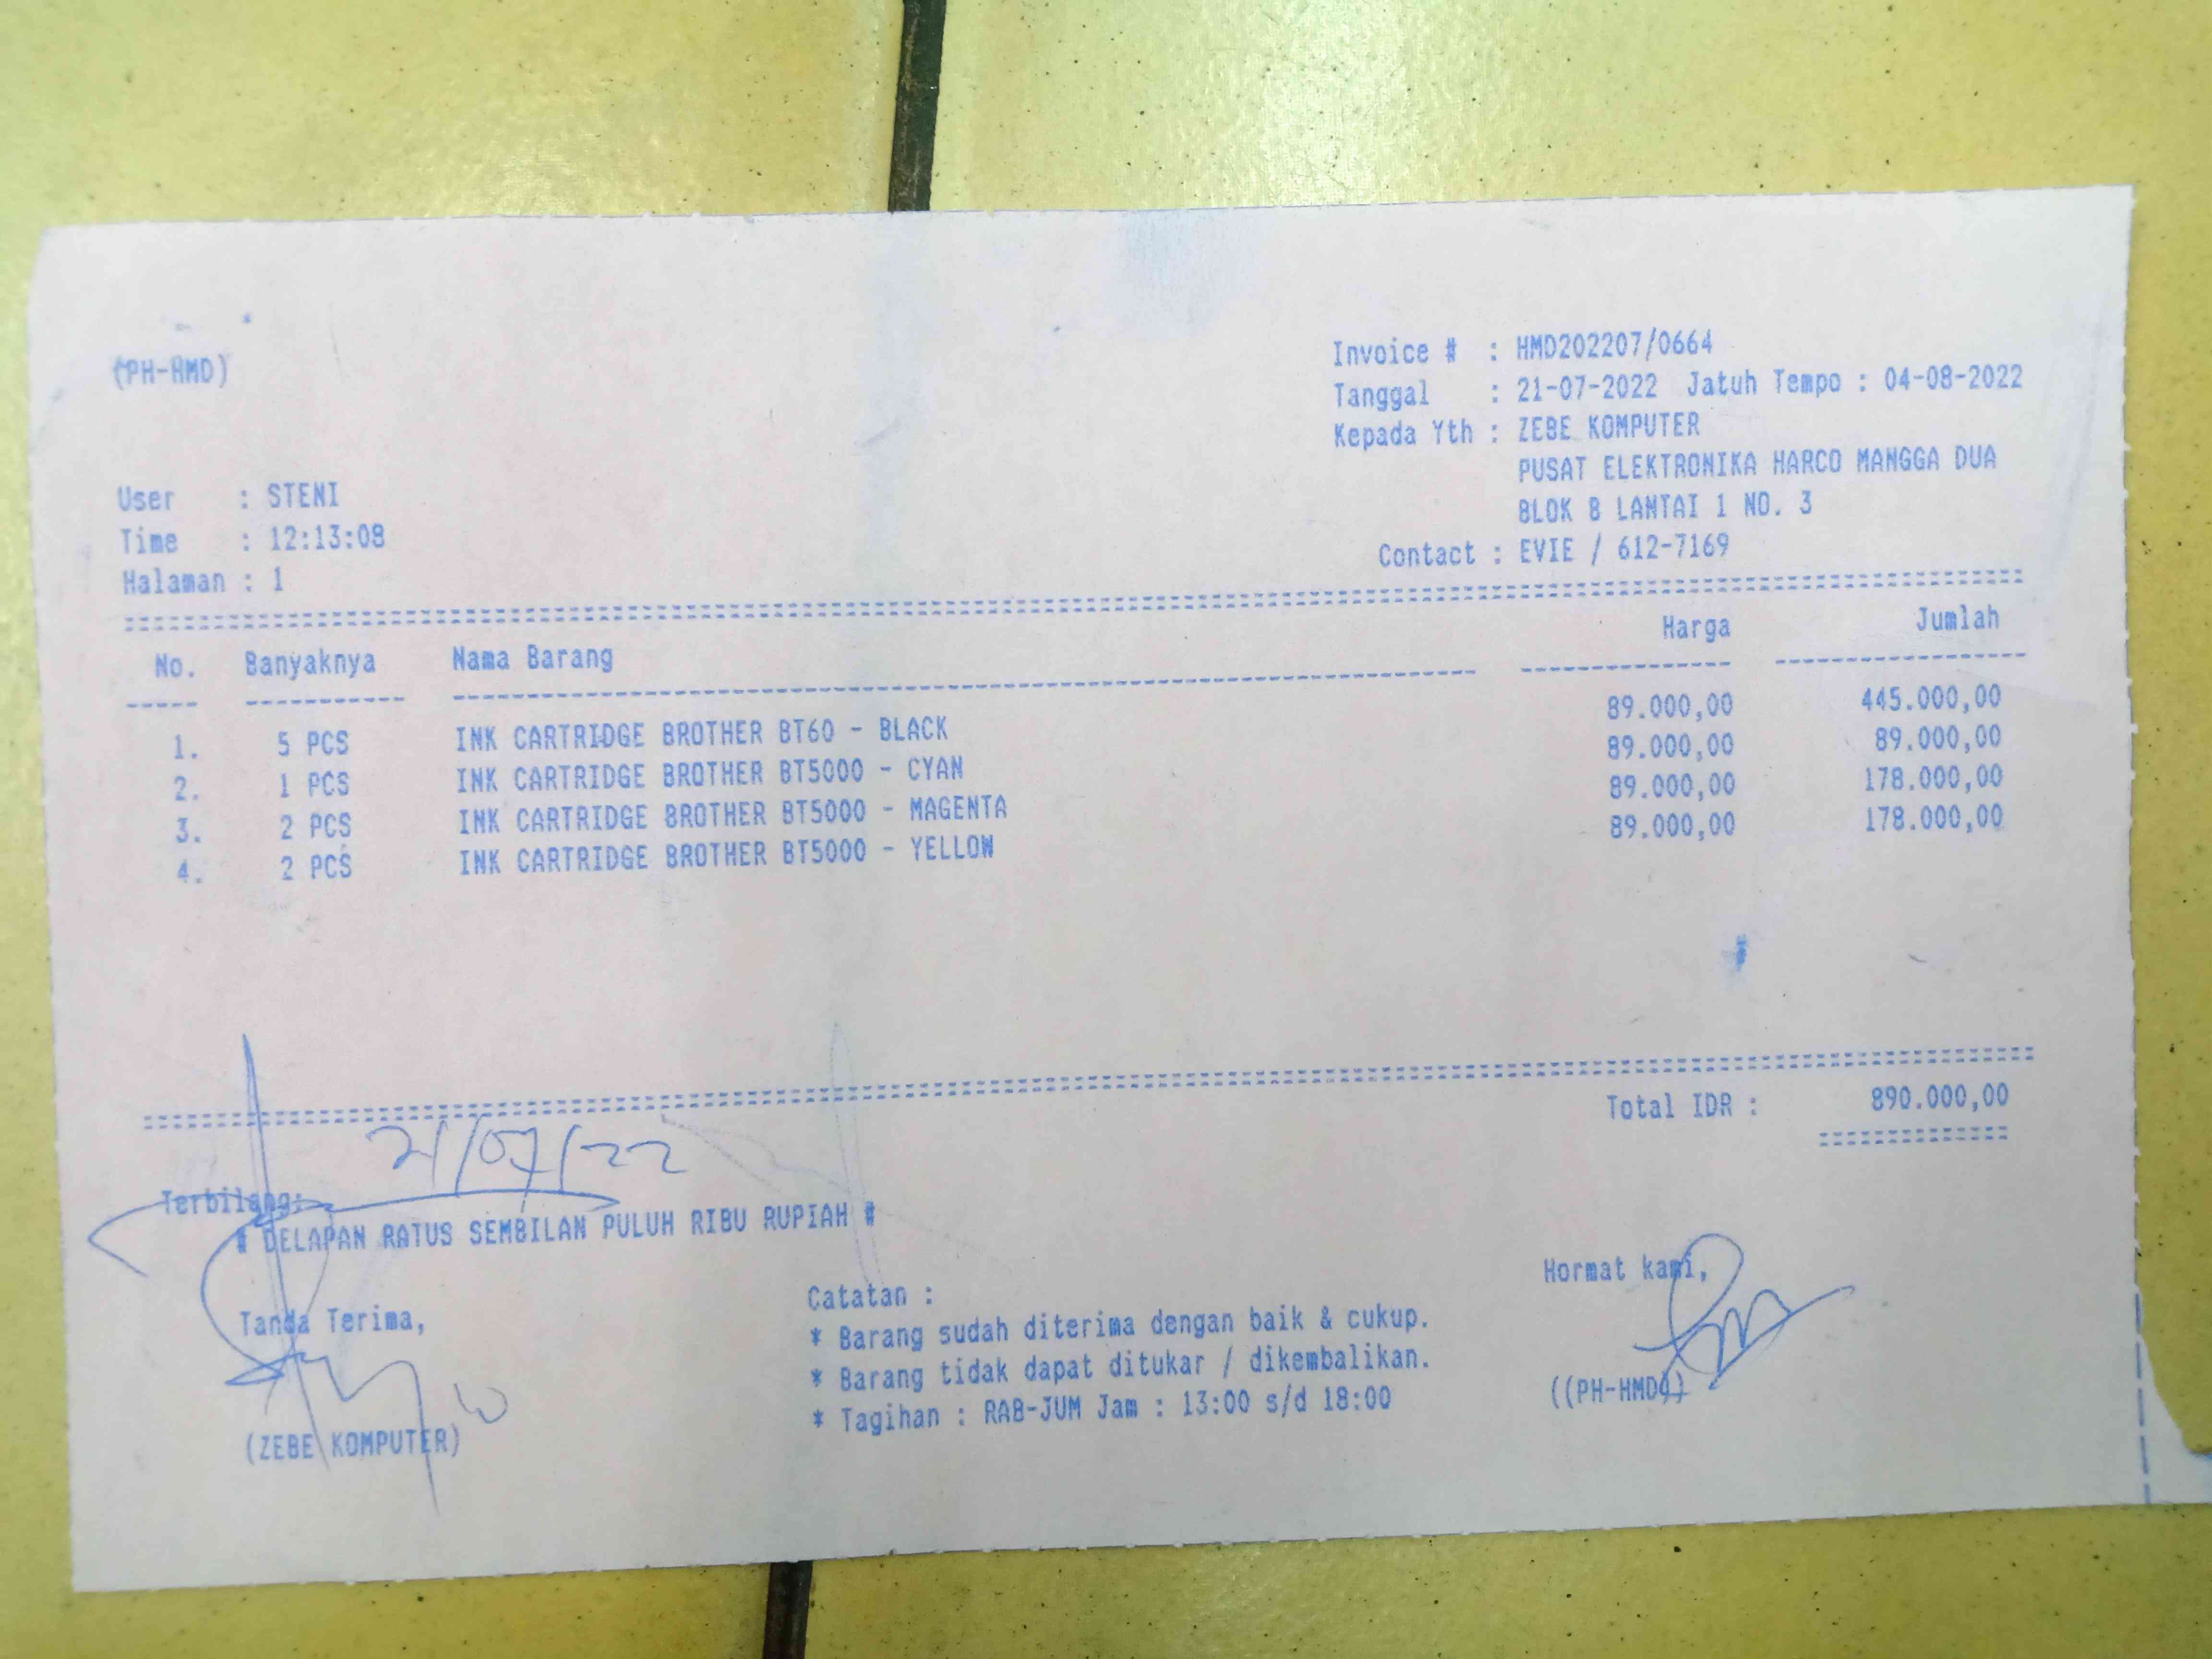 (PH-HMD)
Invoice # : HMD202207/0664
Tanggal : 21-07-2022 Jatuh Tempo : 04-08-2022
Kepada Yth : ZEBE KOMPUTER
PUSAT ELEKTRONIKA HARCO MANGGA DUA
BLOK B LANTAI 1 NO. 3
Contact : EVIE / 612-7169
User : STENI
Time : 12:13:08
Halaman : 1
No. Banyaknya Nama Barang Harga Jumlah
1. 5 PCS INK CARTRIDGE BROTHER BT60 - BLACK 89.000,00 445.000,00
2. 1 PCS INK CARTRIDGE BROTHER BT5000 - CYAN 89.000,00 89.000,00
3. 2 PCS INK CARTRIDGE BROTHER BT5000 - MAGENTA 89.000,00 178.000,00
4. 2 PCS INK CARTRIDGE BROTHER BT5000 - YELLOW 89.000,00 178.000,00
Total IDR : 890.000,00
21/07/22
Terbilang:
# DELAPAN RATUS SEMBILAN PULUH RIBU RUPIAH #
Tanda Terima,
(ZEBE KOMPUTER)
Catatan :
* Barang sudah diterima dengan baik & cukup.
* Barang tidak dapat ditukar / dikembalikan.
* Tagihan : RAB-JUM Jam : 13:00 s/d 18:00
Hormat kami,
((PH-HMD))